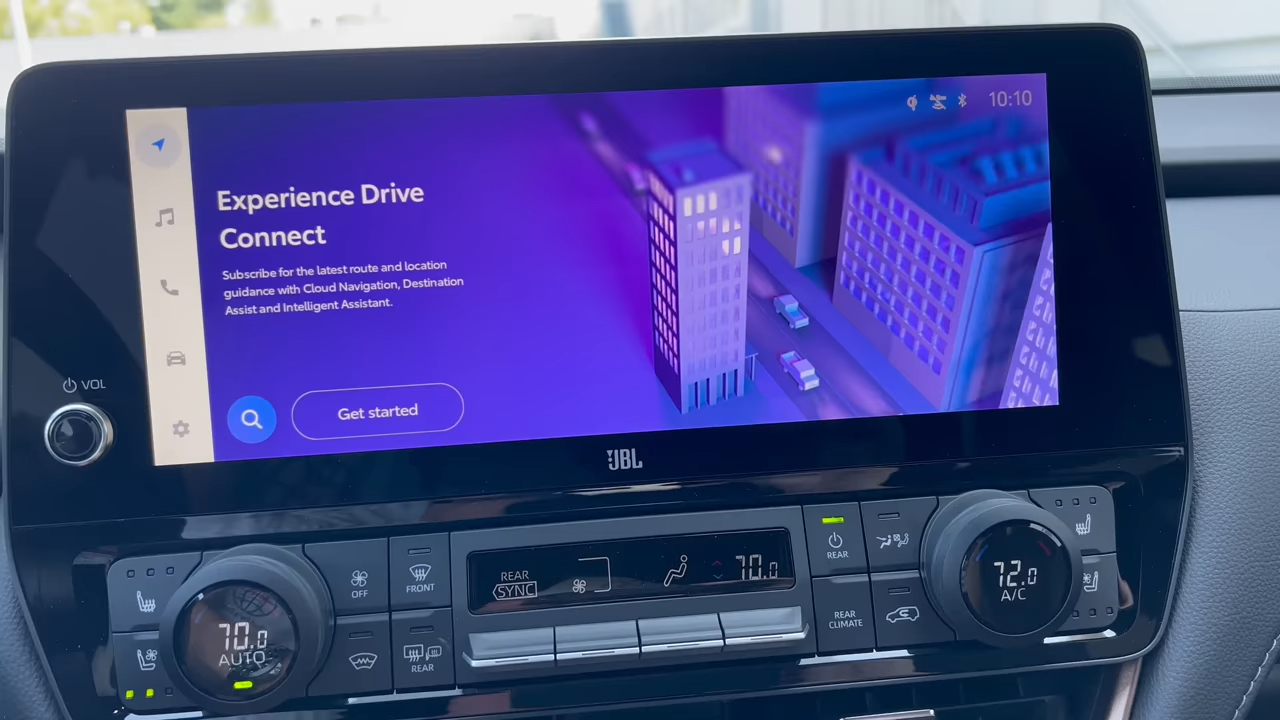 10:10
Experience Drive
Connect
Subscribe for the latest route and location
guidance with Cloud Navigation, Destination
Assist and Intelligent Assistant.
Get started
VOL
JBL
OFF
FRONT
REAR
70.0
AUTO
REAR
SYNC
70.0
REAR
REAR
CLIMATE
72.0
A/C